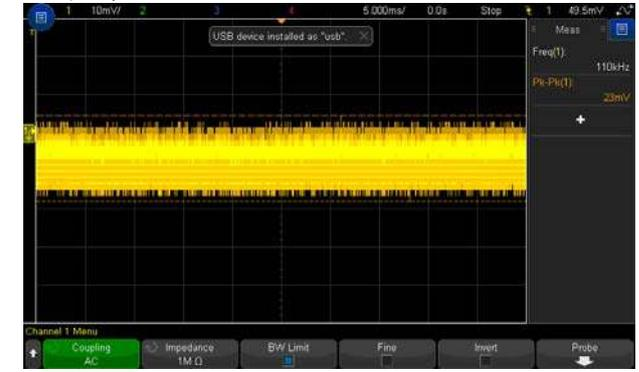 1 10mV/ 2 3 4 5.000ms/ 0.0s Stop 1 49.5mV
USB device installed as "usb".
Meas
Freq(1):
110kHz
Pk-Pk(1):
23mV
Channel 1 Menu
Coupling
AC
Impedance
1M Ω
BW Limit
Fine
Invert
Probe